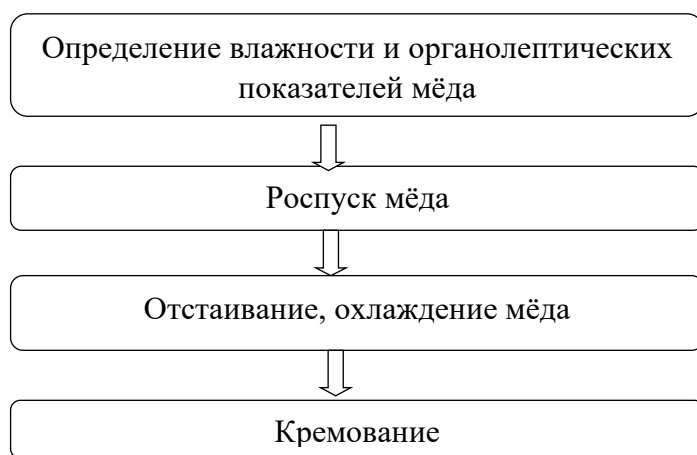 Определение влажности и органолептических
показателей мёда
Роспуск мёда
Отстаивание, охлаждение мёда
Кремование